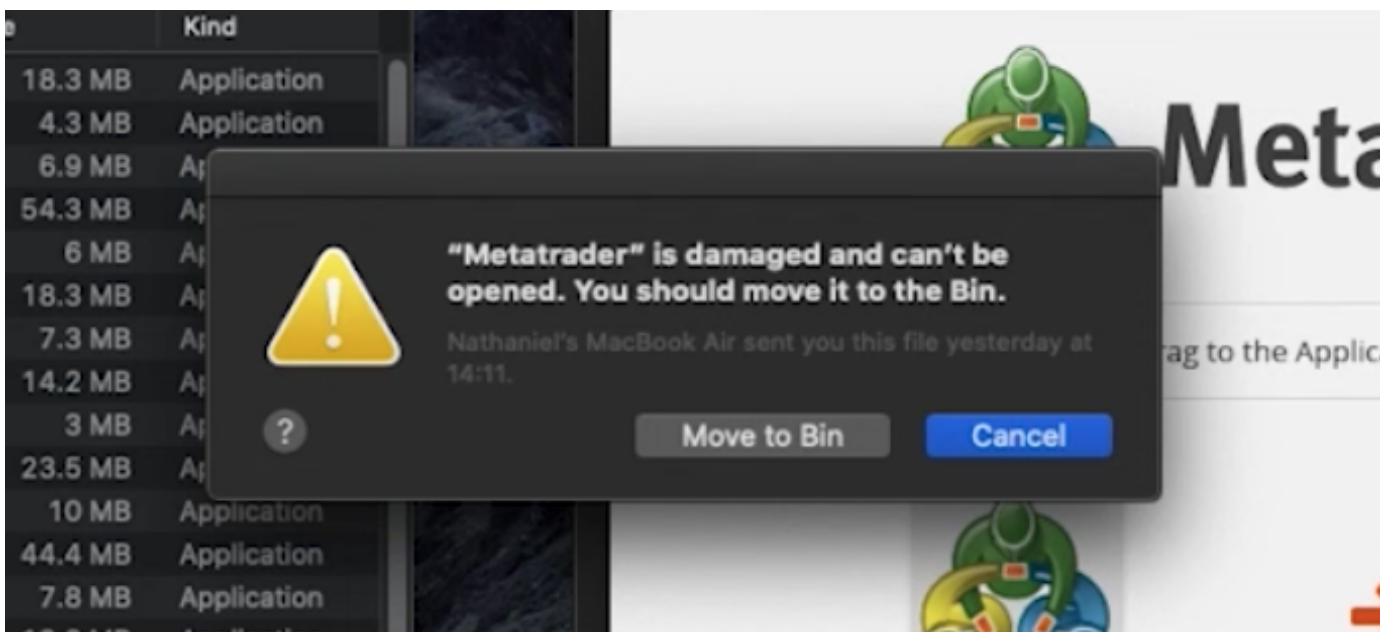 Kind
18.3 MB Application
4.3 MB Application
6.9 MB
54.3 MB
6 MB
18.3 MB
7.3 MB
14.2 MB
3 MB
23.5 MB
10 MB Application
44.4 MB Application
7.8 MB Application
“Metatrader” is damaged and can’t be
opened. You should move it to the Bin.
Nathaniel's MacBook Air sent you this file yesterday at
14:11.
?
Move to Bin
Cancel
Meta
rag to the Applic